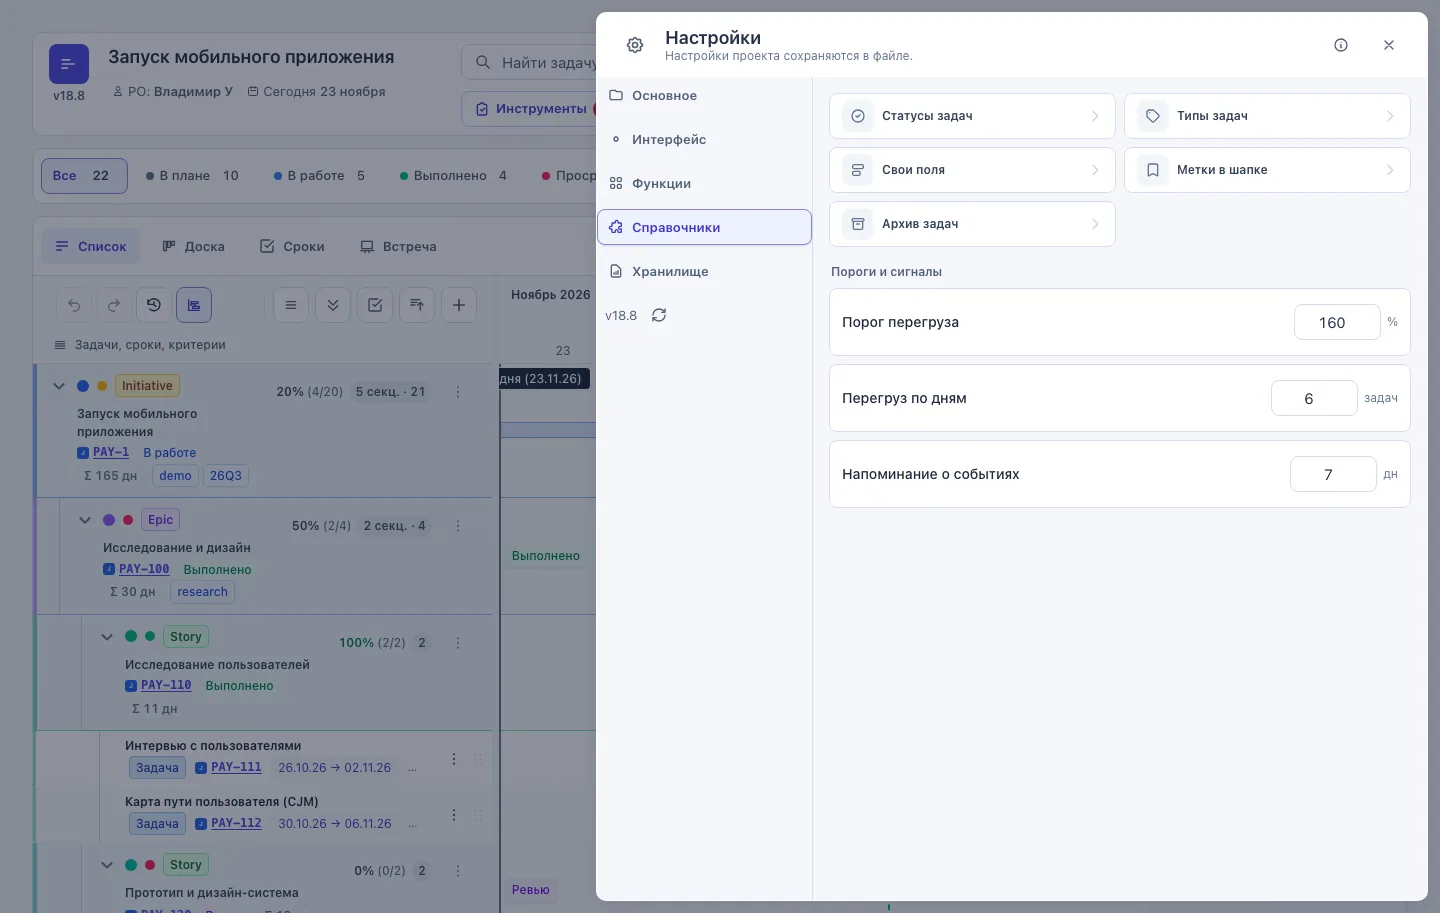 Запуск мобильного приложения
v18.8
PO: Владимир У
Сегодня 23 ноября
Найти задачу
Инструменты
Все 22
В плане 10
В работе 5
Выполнено 4
Список
Доска
Сроки
Встреча
Ноябрь 2026
Задачи, сроки, критерии
23
дня (23.11.26)
Initiative
20% (4/20)
5 секц. · 21
Запуск мобильного
приложения
PAY-1 В работе
Σ 165 дн demo 26Q3
Epic
50% (2/4)
2 секц. · 4
Исследование и дизайн
PAY-100 Выполнено
Σ 30 дн research
Выполнено
Story
100% (2/2) 2
Исследование пользователей
PAY-110 Выполнено
Σ 11 дн
Интервью с пользователями
Задача PAY-111 26.10.26 → 02.11.26 ...
Карта пути пользователя (CJM)
Задача PAY-112 30.10.26 → 06.11.26 ...
Story
0% (0/2) 2
Прототип и дизайн-система
Ревью
Настройки
Настройки проекта сохраняются в файле.
Основное
Интерфейс
Функции
Справочники
Хранилище
v18.8
Статусы задач
Типы задач
Свои поля
Метки в шапке
Архив задач
Пороги и сигналы
Порог перегруза 160 %
Перегруз по дням 6 задач
Напоминание о событиях 7 дн